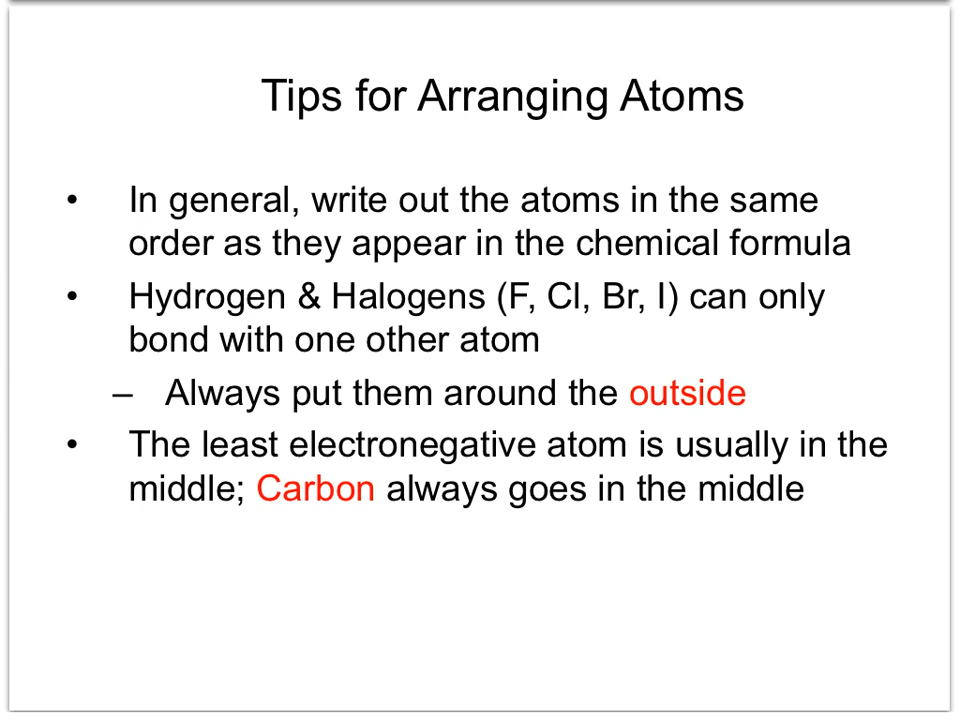 Tips for Arranging Atoms
• In general, write out the atoms in the same
order as they appear in the chemical formula
• Hydrogen & Halogens (F, Cl, Br, I) can only
bond with one other atom
– Always put them around the outside
• The least electronegative atom is usually in the
middle; Carbon always goes in the middle